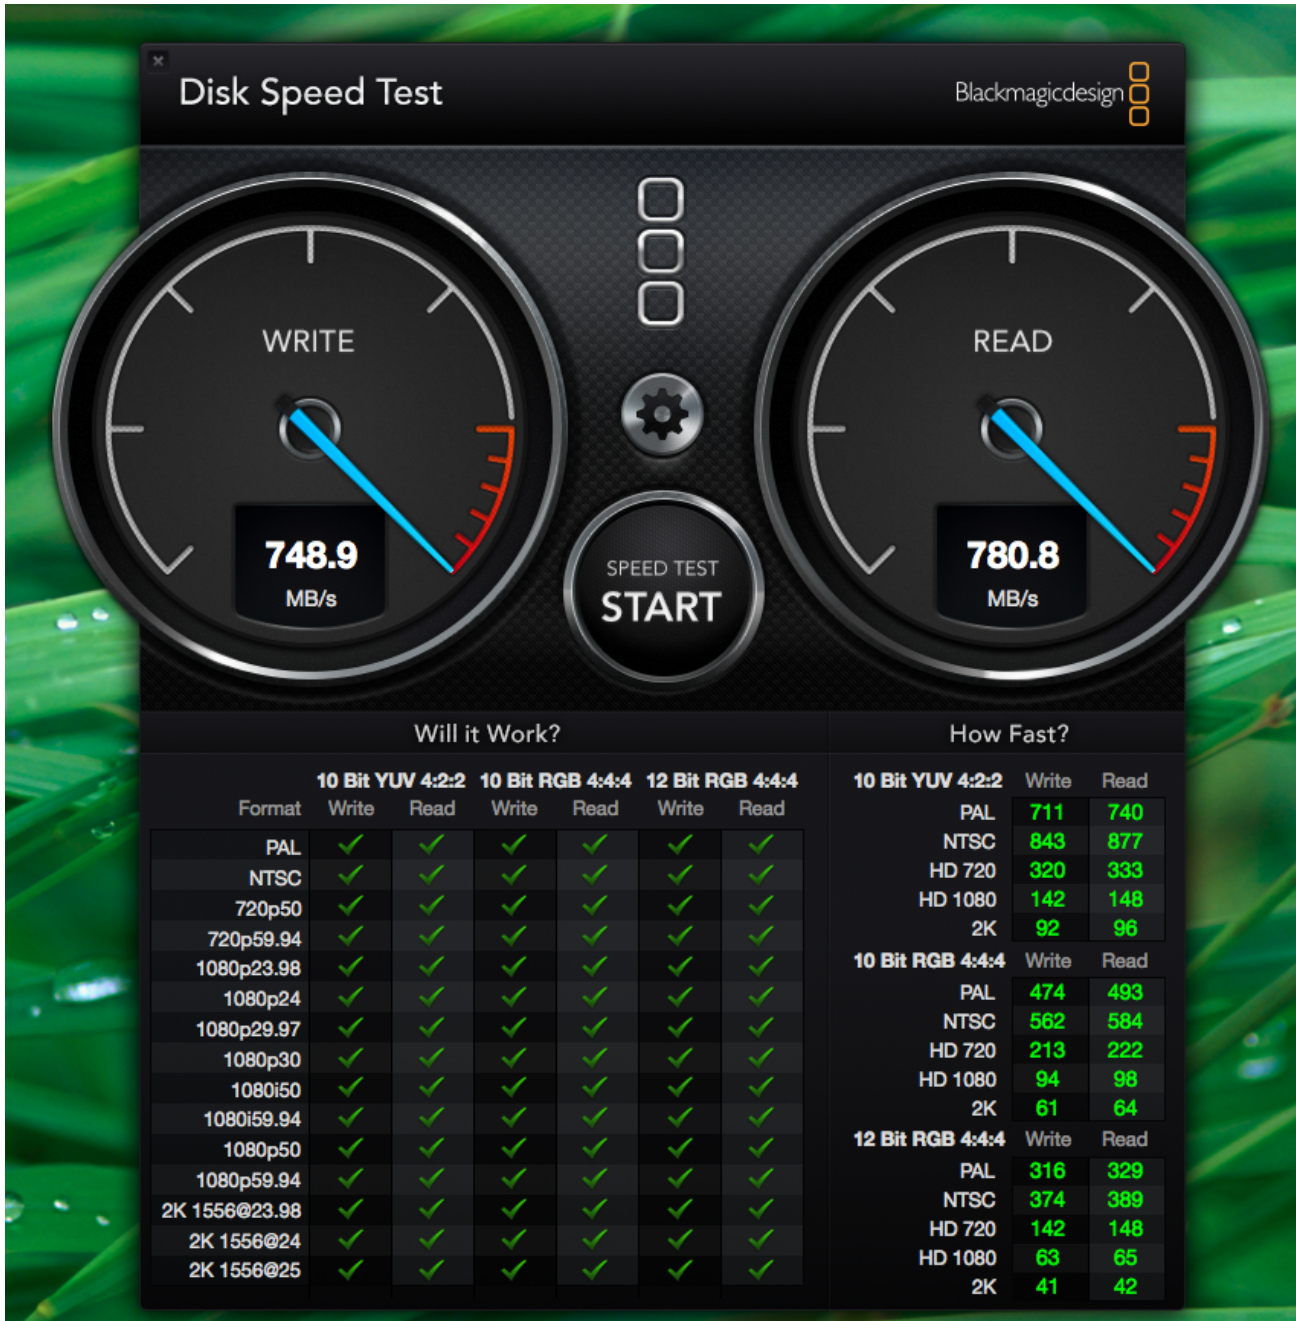 Disk Speed Test
Blackmagicdesign
WRITE
READ
748.9
MB/s
780.8
MB/s
SPEED TEST
START
Will it Work?
10 Bit YUV 4:2:2 10 Bit RGB 4:4:4 12 Bit RGB 4:4:4
Format Write Read Write Read Write Read
PAL
NTSC
720p50
720p59.94
1080p23.98
1080p24
1080p29.97
1080p30
1080i50
1080i59.94
1080p50
1080p59.94
2K 1556@23.98
2K 1556@24
2K 1556@25
How Fast?
10 Bit YUV 4:2:2 Write Read
PAL 711 740
NTSC 843 877
HD 720 320 333
HD 1080 142 148
2K 92 96
10 Bit RGB 4:4:4 Write Read
PAL 474 493
NTSC 562 584
HD 720 213 222
HD 1080 94 98
2K 61 64
12 Bit RGB 4:4:4 Write Read
PAL 316 329
NTSC 374 389
HD 720 142 148
HD 1080 63 65
2K 41 42